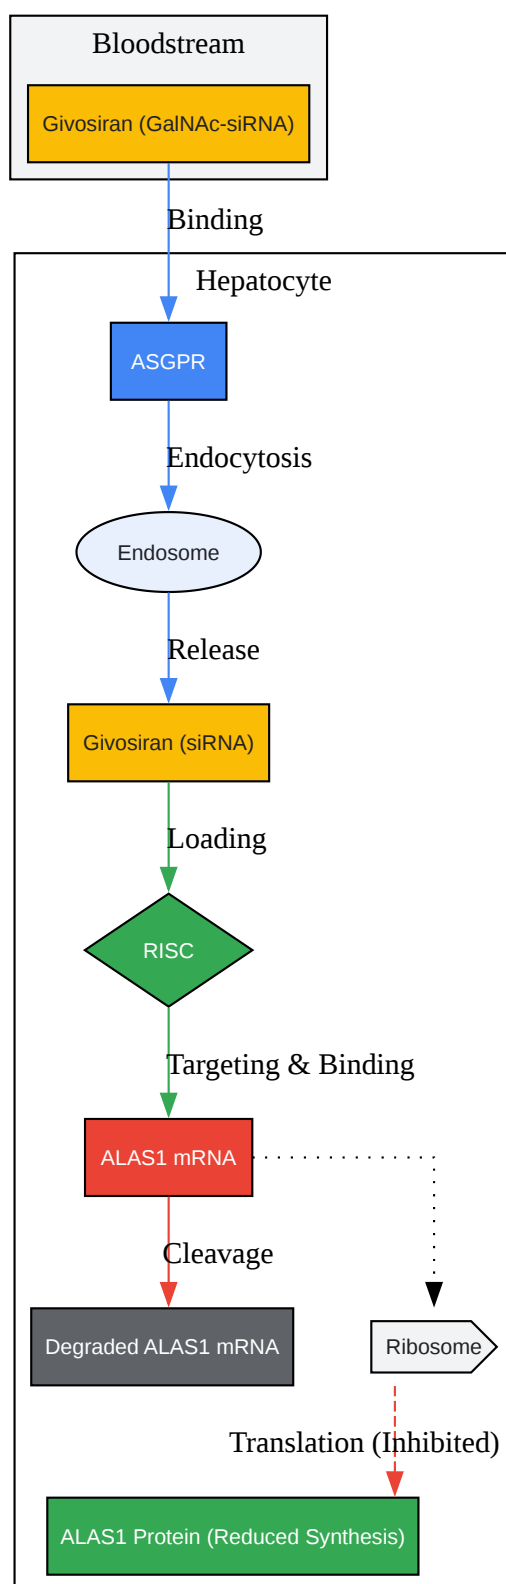 Bloodstream
Givosiran (GalNAc-siRNA)
Binding
Hepatocyte
ASGPR
Endocytosis
Endosome
Release
Givosiran (siRNA)
Loading
RISC
Targeting & Binding
ALAS1 mRNA
Cleavage
Degraded ALAS1 mRNA
Ribosome
Translation (Inhibited)
ALAS1 Protein (Reduced Synthesis)